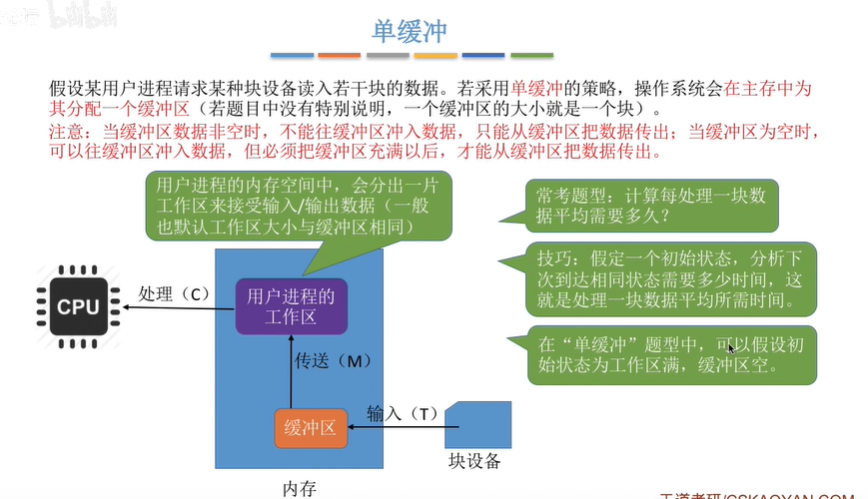 bilibili
单缓冲
假设某用户进程请求某种块设备读入若干块的数据。若采用单缓冲的策略，操作系统会在主存中为
其分配一个缓冲区（若题目中没有特别说明，一个缓冲区的大小就是一个块）。
注意：当缓冲区数据非空时，不能往缓冲区冲入数据，只能从缓冲区把数据传出；当缓冲区为空时，
可以往缓冲区冲入数据，但必须把缓冲区充满以后，才能从缓冲区把数据传出。
用户进程的内存空间中，会分出一片
工作区来接受输入/输出数据（一般
也默认工作区大小与缓冲区相同）
常考题型：计算每处理一块数
据平均需要多久？
技巧：假定一个初始状态，分析下
次到达相同状态需要多少时间，这
就是处理一块数据平均所需时间。
在“单缓冲”题型中，可以假设初
始状态为工作区满，缓冲区空。
CPU
处理（C）
用户进程的
工作区
传送（M）
缓冲区
输入（T）
块设备
内存
王道考研/CSKAOYAN.COM